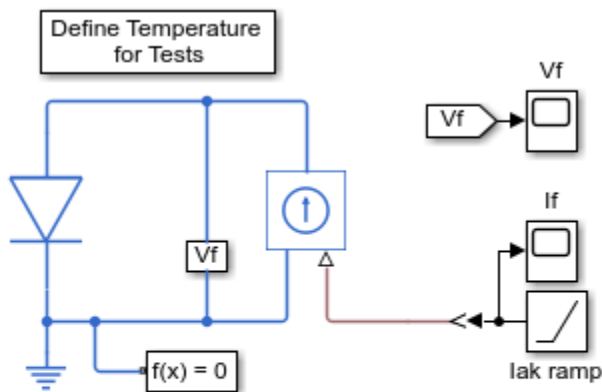 Define Temperature
for Tests
Vf
Vf
Vf
If
f(x) = 0
Iak ramp